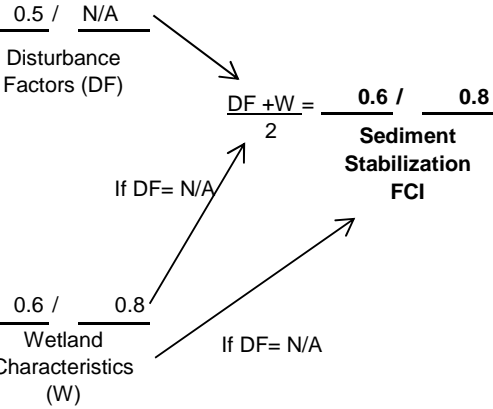 0.5 / N/A
Disturbance
Factors (DF)
DF +W = 0.6 / 0.8
2
Sediment
Stabilization
FCI
If DF= N/A
0.6 / 0.8
Wetland
Characteristics
(W)
If DF= N/A